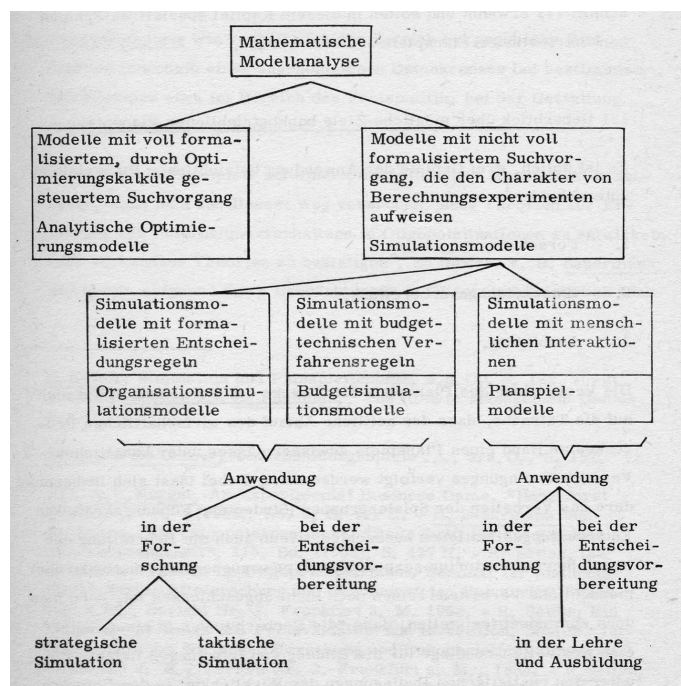 Mathematische
Modellanalyse
Modelle mit voll forma-
lisiertem, durch Opti-
mierungskalküle ge-
steuertem Suchvorgang
Analytische Optimie-
rungsmodelle
Modelle mit nicht voll
formalisiertem Suchvor-
gang, die den Charakter von
Berechnungsexperimenten
aufweisen
Simulationsmodelle
Simulationsmo-
delle mit forma-
lisierten Entschei-
dungsregeln
Organisationssimu-
lationsmodelle
Simulationsmo-
delle mit budget-
technischen Ver-
fahrensregeln
Budgetsimula-
tionsmodelle
Simulationsmo-
delle mit mensch-
lichen Interaktio-
nen
Planspiel-
modelle
Anwendung
in der
For-
schung
bei der
Entschei-
dungsvor-
bereitung
strategische
Simulation
taktische
Simulation
Anwendung
in der
For-
schung
bei der
Entschei-
dungsvor-
bereitung
in der Lehre
und Ausbildung